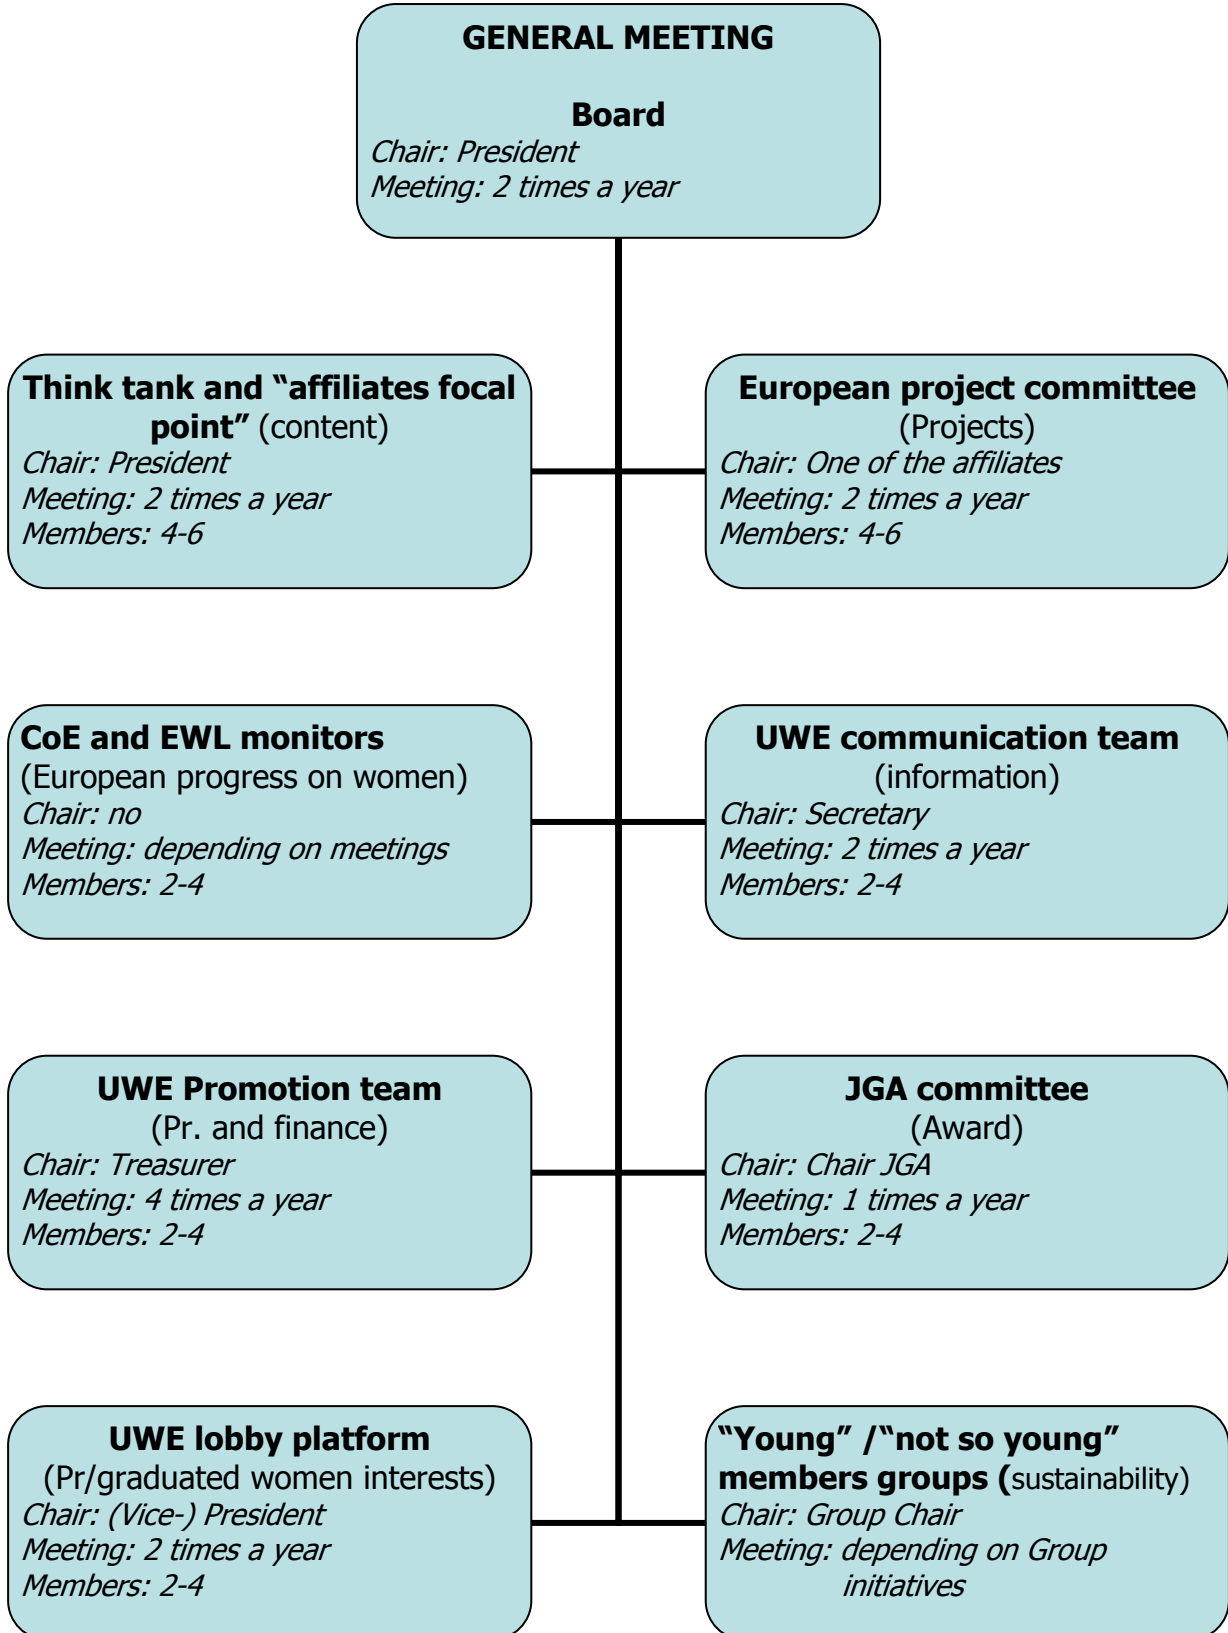 GENERAL MEETING
Board
Chair: President
Meeting: 2 times a year
Think tank and “affiliates focal
point” (content)
Chair: President
Meeting: 2 times a year
Members: 4-6
European project committee
(Projects)
Chair: One of the affiliates
Meeting: 2 times a year
Members: 4-6
CoE and EWL monitors
(European progress on women)
Chair: no
Meeting: depending on meetings
Members: 2-4
UWE communication team
(information)
Chair: Secretary
Meeting: 2 times a year
Members: 2-4
UWE Promotion team
(Pr. and finance)
Chair: Treasurer
Meeting: 4 times a year
Members: 2-4
JGA committee
(Award)
Chair: Chair JGA
Meeting: 1 times a year
Members: 2-4
UWE lobby platform
(Pr/graduated women interests)
Chair: (Vice-) President
Meeting: 2 times a year
Members: 2-4
“Young” /“not so young”
members groups (sustainability)
Chair: Group Chair
Meeting: depending on Group
initiatives